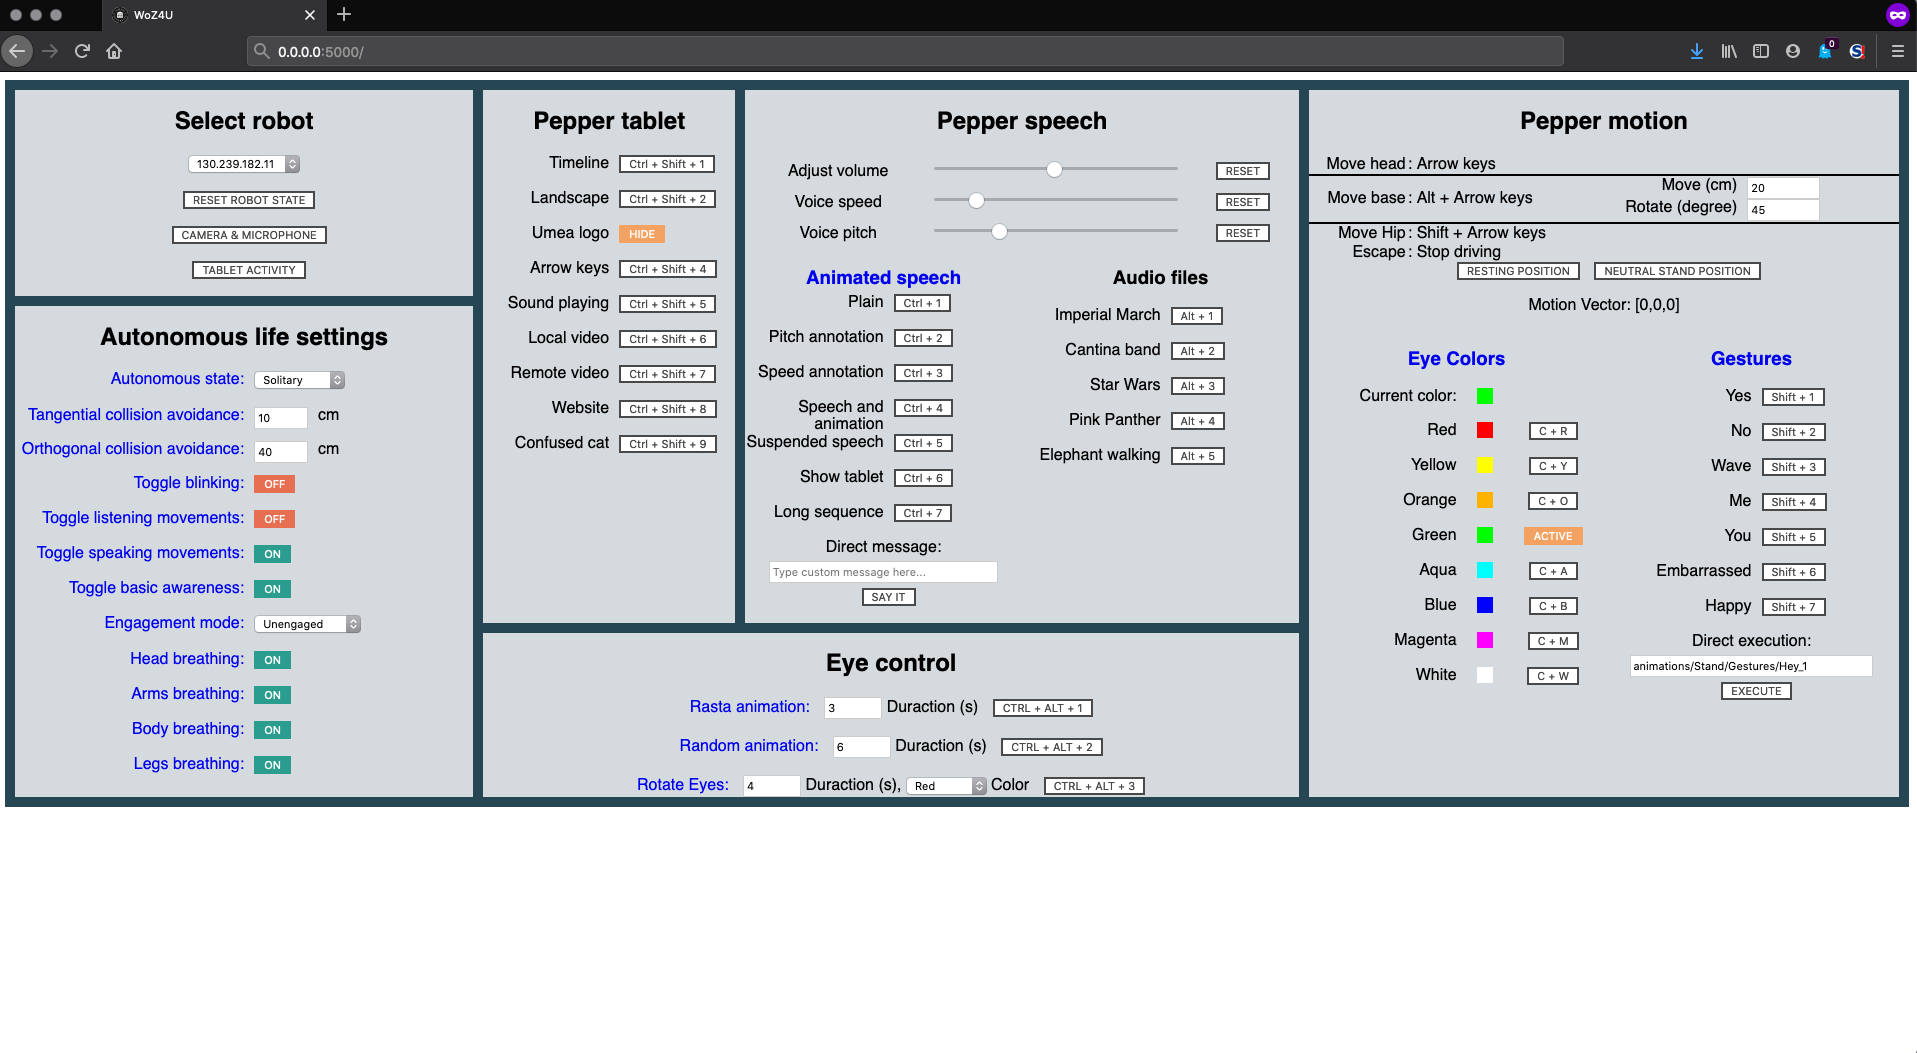 WoZ4U
0.0.0.0:5000/
0
Select robot
130.239.182.11
RESET ROBOT STATE
CAMERA & MICROPHONE
TABLET ACTIVITY
Autonomous life settings
Autonomous state: Solitary
Tangential collision avoidance: 10 cm
Orthogonal collision avoidance: 40 cm
Toggle blinking: OFF
Toggle listening movements: OFF
Toggle speaking movements: ON
Toggle basic awareness: ON
Engagement mode: Unengaged
Head breathing: ON
Arms breathing: ON
Body breathing: ON
Legs breathing: ON
Pepper tablet
Timeline Ctrl + Shift + 1
Landscape Ctrl + Shift + 2
Umea logo HIDE
Arrow keys Ctrl + Shift + 4
Sound playing Ctrl + Shift + 5
Local video Ctrl + Shift + 6
Remote video Ctrl + Shift + 7
Website Ctrl + Shift + 8
Confused cat Ctrl + Shift + 9
Pepper speech
Adjust volume RESET
Voice speed RESET
Voice pitch RESET
Animated speech
Plain Ctrl + 1
Pitch annotation Ctrl + 2
Speed annotation Ctrl + 3
Speech and Ctrl + 4
animation
Suspended speech Ctrl + 5
Show tablet Ctrl + 6
Long sequence Ctrl + 7
Direct message:
Type custom message here...
SAY IT
Audio files
Imperial March Alt + 1
Cantina band Alt + 2
Star Wars Alt + 3
Pink Panther Alt + 4
Elephant walking Alt + 5
Eye control
Rasta animation: 3 Duraction (s) CTRL + ALT + 1
Random animation: 6 Duraction (s) CTRL + ALT + 2
Rotate Eyes: 4 Duraction (s), Red Color CTRL + ALT + 3
Pepper motion
Move head : Arrow keys
Move base : Alt + Arrow keys
Move (cm) 20
Rotate (degree) 45
Move Hip : Shift + Arrow keys
Escape : Stop driving
RESTING POSITION NEUTRAL STAND POSITION
Motion Vector: [0,0,0]
Eye Colors
Current color:
Red C + R
Yellow C + Y
Orange C + O
Green ACTIVE
Aqua C + A
Blue C + B
Magenta C + M
White C + W
Gestures
Yes Shift + 1
No Shift + 2
Wave Shift + 3
Me Shift + 4
You Shift + 5
Embarrassed Shift + 6
Happy Shift + 7
Direct execution:
animations/Stand/Gestures/Hey_1
EXECUTE